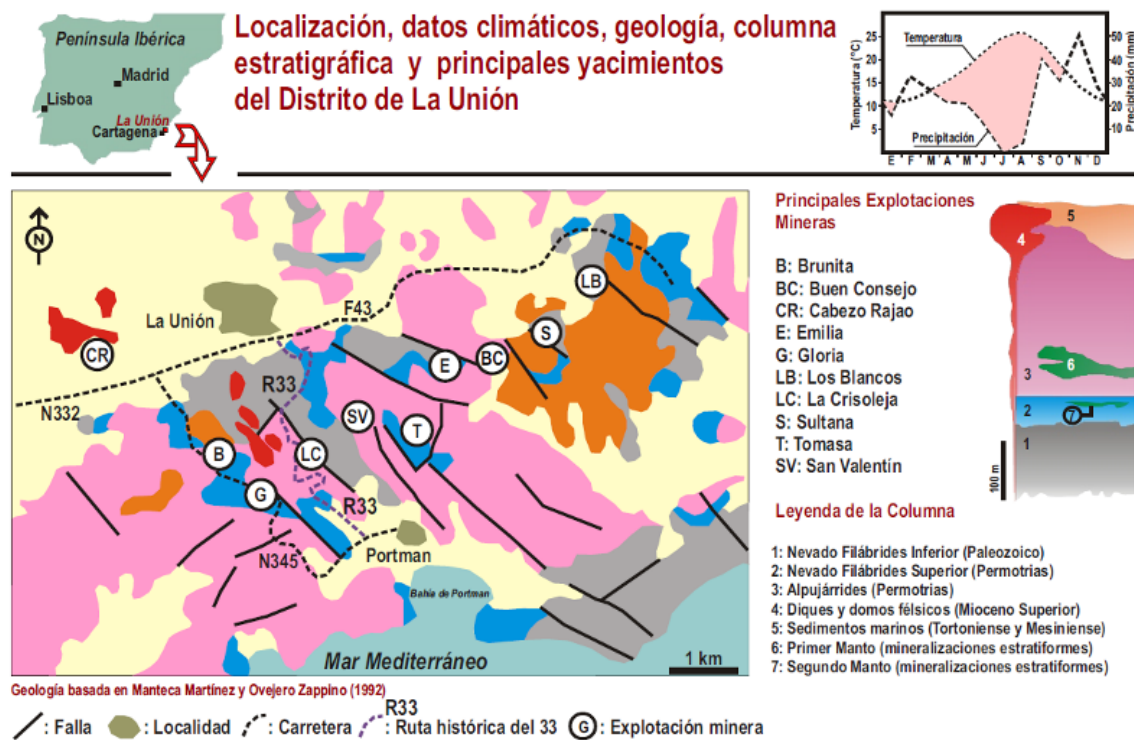 Península Ibérica
Madrid
Lisboa
La Unión
Cartagena
Localización, datos climáticos, geología, columna
estratigráfica y principales yacimientos
del Distrito de La Unión
Temperatura (°C)
25
20
15
10
5
Temperatura
Precipitación
50
40
30
20
10
Precipitación (mm)
E F M A M J J A S O N D
N
La Unión
CR
F43
LB
S
BC
E
R33
N332
SV
T
B
LC
G
R33
N345
Portman
Bahía de Portman
Mar Mediterráneo
1 km
Principales Explotaciones
Mineras
B: Brunita
BC: Buen Consejo
CR: Cabezo Rajao
E: Emilia
G: Gloria
LB: Los Blancos
LC: La Crisoleja
S: Sultana
T: Tomasa
SV: San Valentín
5
4
6
3
2
7
1
100 m
Leyenda de la Columna
1: Nevado Filábrides Inferior (Paleozoico)
2: Nevado Filábrides Superior (Permotrias)
3: Alpujárrides (Permotrias)
4: Diques y domos félsicos (Mioceno Superior)
5: Sedimentos marinos (Tortoniense y Mesiniense)
6: Primer Manto (mineralizaciones estratiformes)
7: Segundo Manto (mineralizaciones estratiformes)
Geología basada en Manteca Martínez y Ovejero Zappino (1992)
: Falla
: Localidad
: Carretera
R33
: Ruta histórica del 33
G : Explotación minera